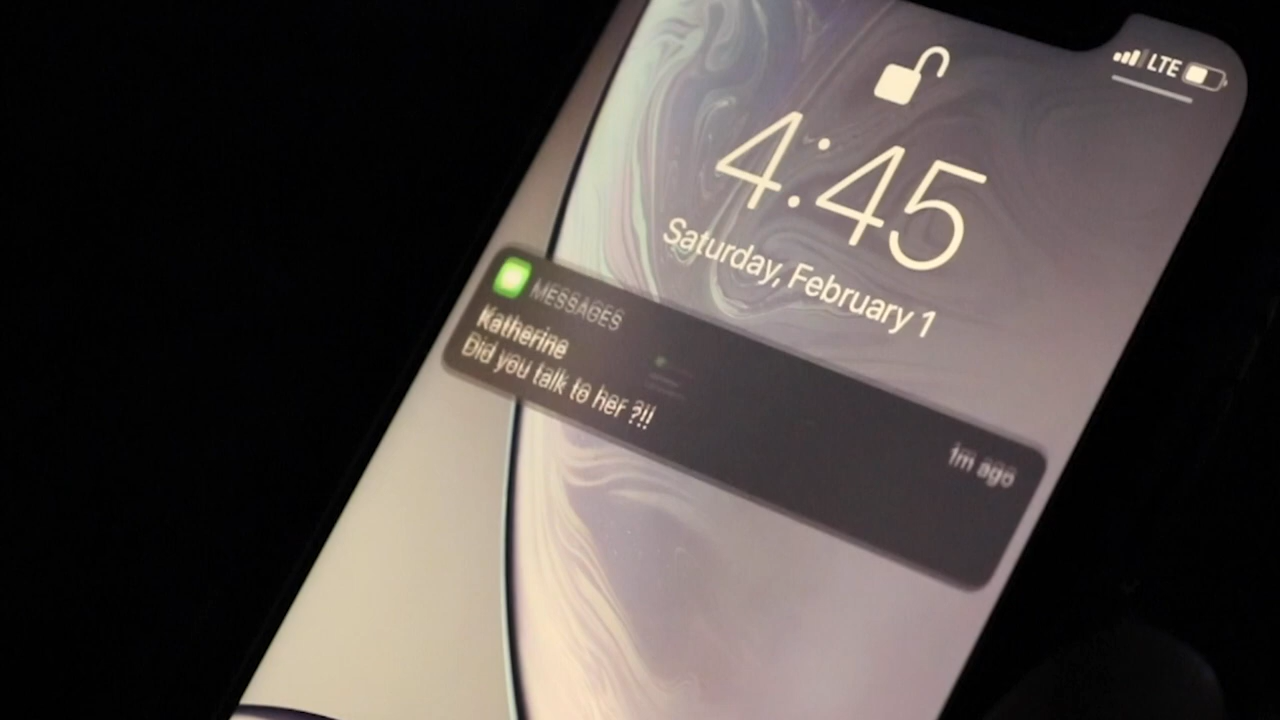 LTE
4:45
Saturday, February 1
MESSAGES
Katherine
1m ago
Did you talk to her ?!!